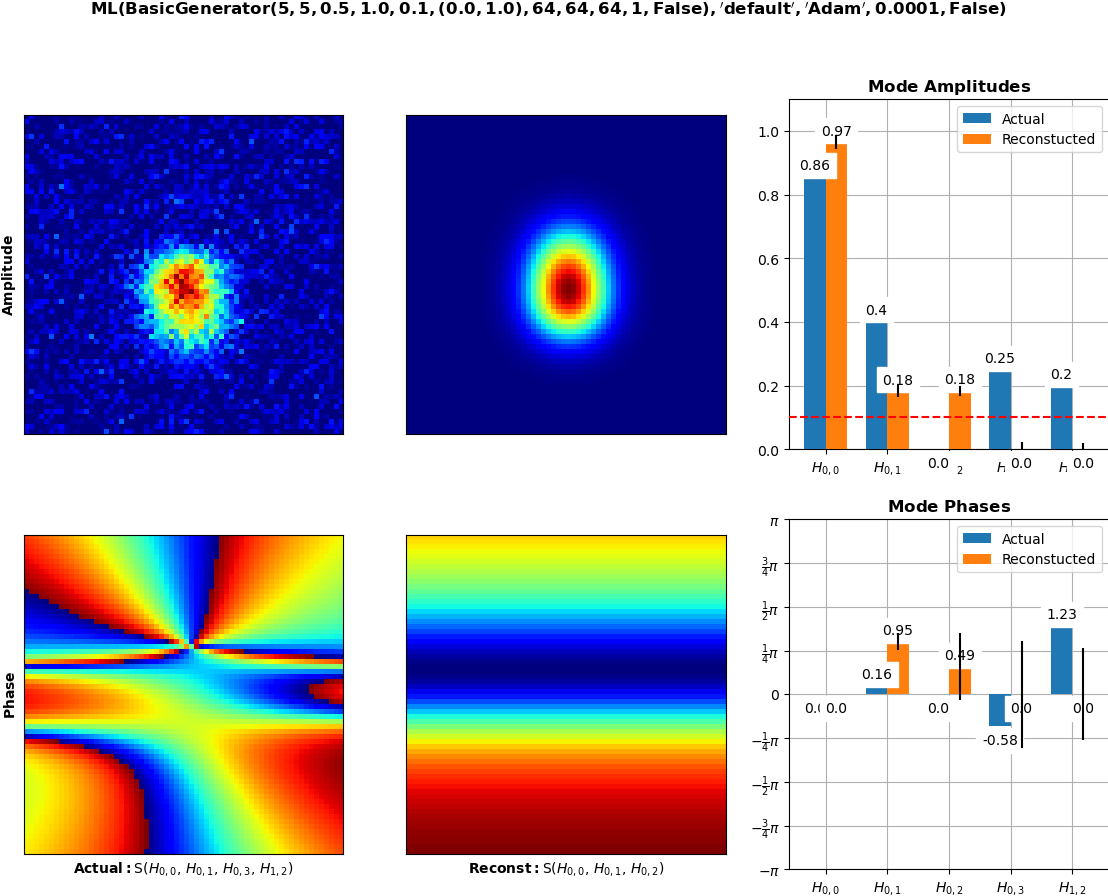 ML(BasicGenerator(5, 5, 0.5, 1.0, 0.1, (0.0, 1.0), 64, 64, 64, 1, False), ′default′, ′Adam′, 0.0001, False)
Amplitude
Mode Amplitudes
Actual
Reconstucted
1.0
0.8
0.6
0.4
0.2
0.0
0.86
0.97
0.4
0.18
0.0
0.18
0.25
0.0
0.2
0.0
H₀,₀
H₀,₁
2
H
H
Phase
Actual: S(H₀,₀, H₀,₁, H₀,₃, H₁,₂)
Reconst: S(H₀,₀, H₀,₁, H₀,₂)
Mode Phases
Actual
Reconstucted
π
3/4π
1/2π
1/4π
0
−1/4π
−1/2π
−3/4π
−π
0.0
0.16
0.95
0.0
0.49
-0.58
0.0
1.23
0.0
H₀,₀
H₀,₁
H₀,₂
H₀,₃
H₁,₂